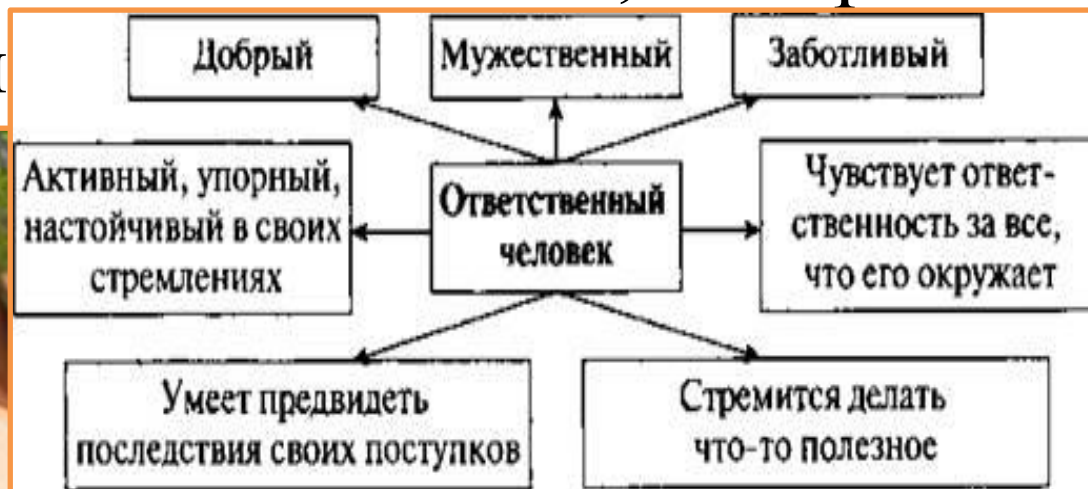 Добрый
Мужественный
Заботливый
Активный, упорный,
настойчивый в своих
стремлениях
Ответственный
человек
Чувствует ответ-
ственность за все,
что его окружает
Умеет предвидеть
последствия своих поступков
Стремится делать
что-то полезное